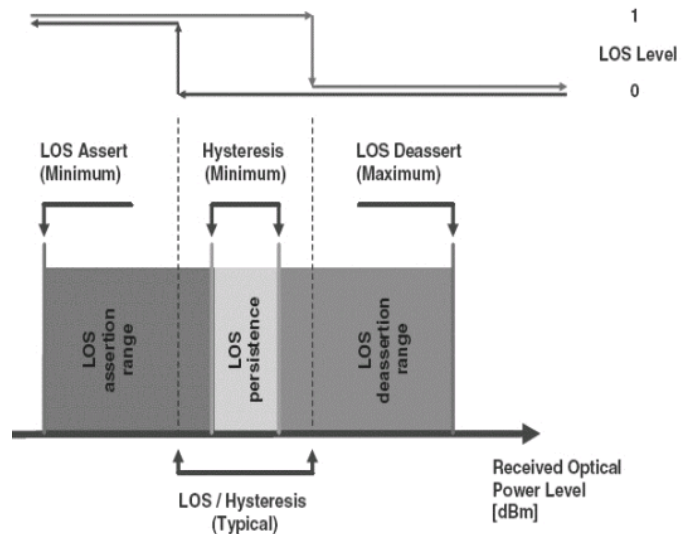 1
LOS Level
0
LOS Assert
(Minimum)
Hysteresis
(Minimum)
LOS Deassert
(Maximum)
LOS
assertion
range
LOS
persistence
LOS
deassertion
range
LOS / Hysteresis
(Typical)
Received Optical
Power Level
[dBm]